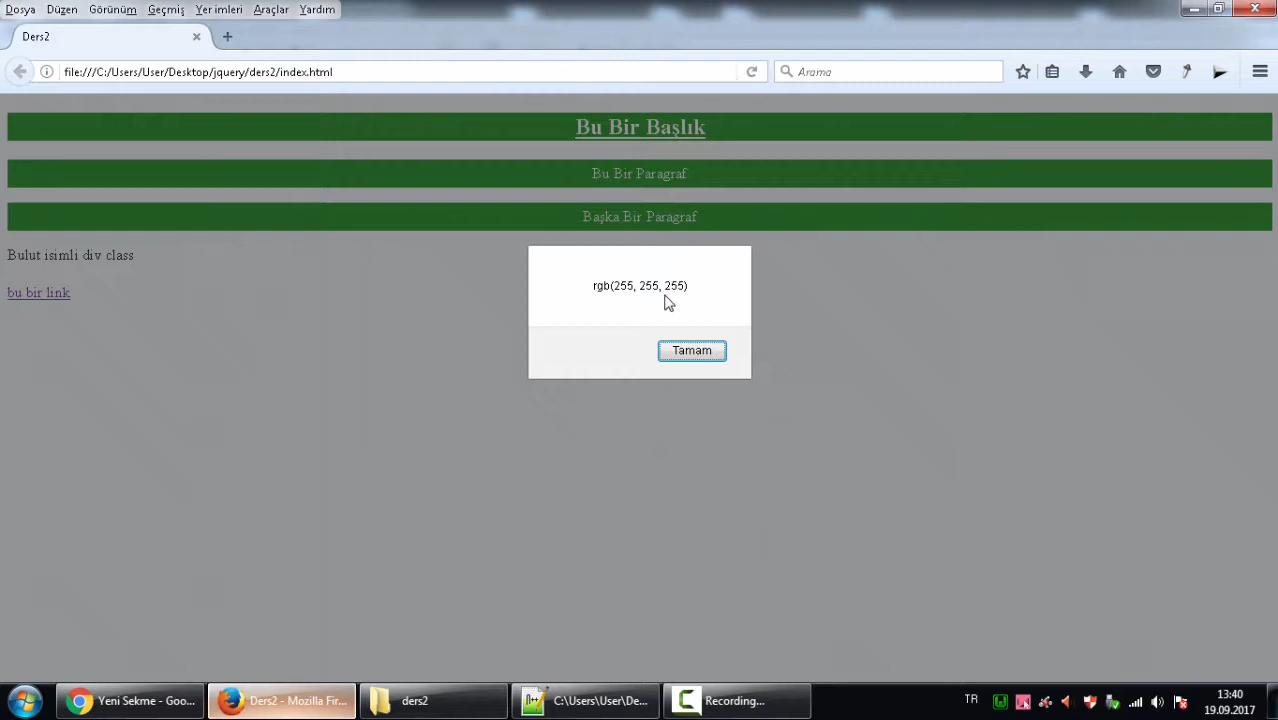 Dosya Düzen Görünüm Geçmiş Yer imleri Araçlar Yardım
Ders2
file:///C:/Users/User/Desktop/jquery/ders2/index.html
Arama
Bu Bir Başlık
Bu Bir Paragraf
Başka Bir Paragraf
Bulut isimli div class
bu bir link
rgb(255, 255, 255)
Tamam
Yeni Sekme - Goo...
Ders2 - Mozilla Fir...
ders2
C:\Users\User\De...
Recording...
TR
13:40
19.09.2017